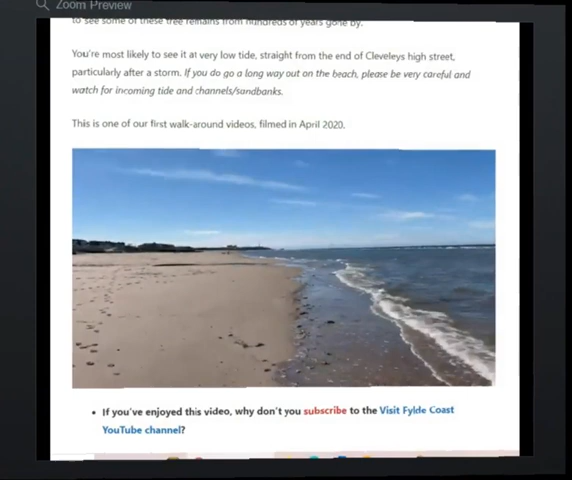 Zoom Preview
to see some of these tree remains from hundreds of years gone by.
You're most likely to see it at very low tide, straight from the end of Cleveleys high street,
particularly after a storm. If you do go a long way out on the beach, please be very careful and
watch for incoming tide and channels/sandbanks.
This is one of our first walk-around videos, filmed in April 2020.
• If you've enjoyed this video, why don't you subscribe to the Visit Fylde Coast
YouTube channel?